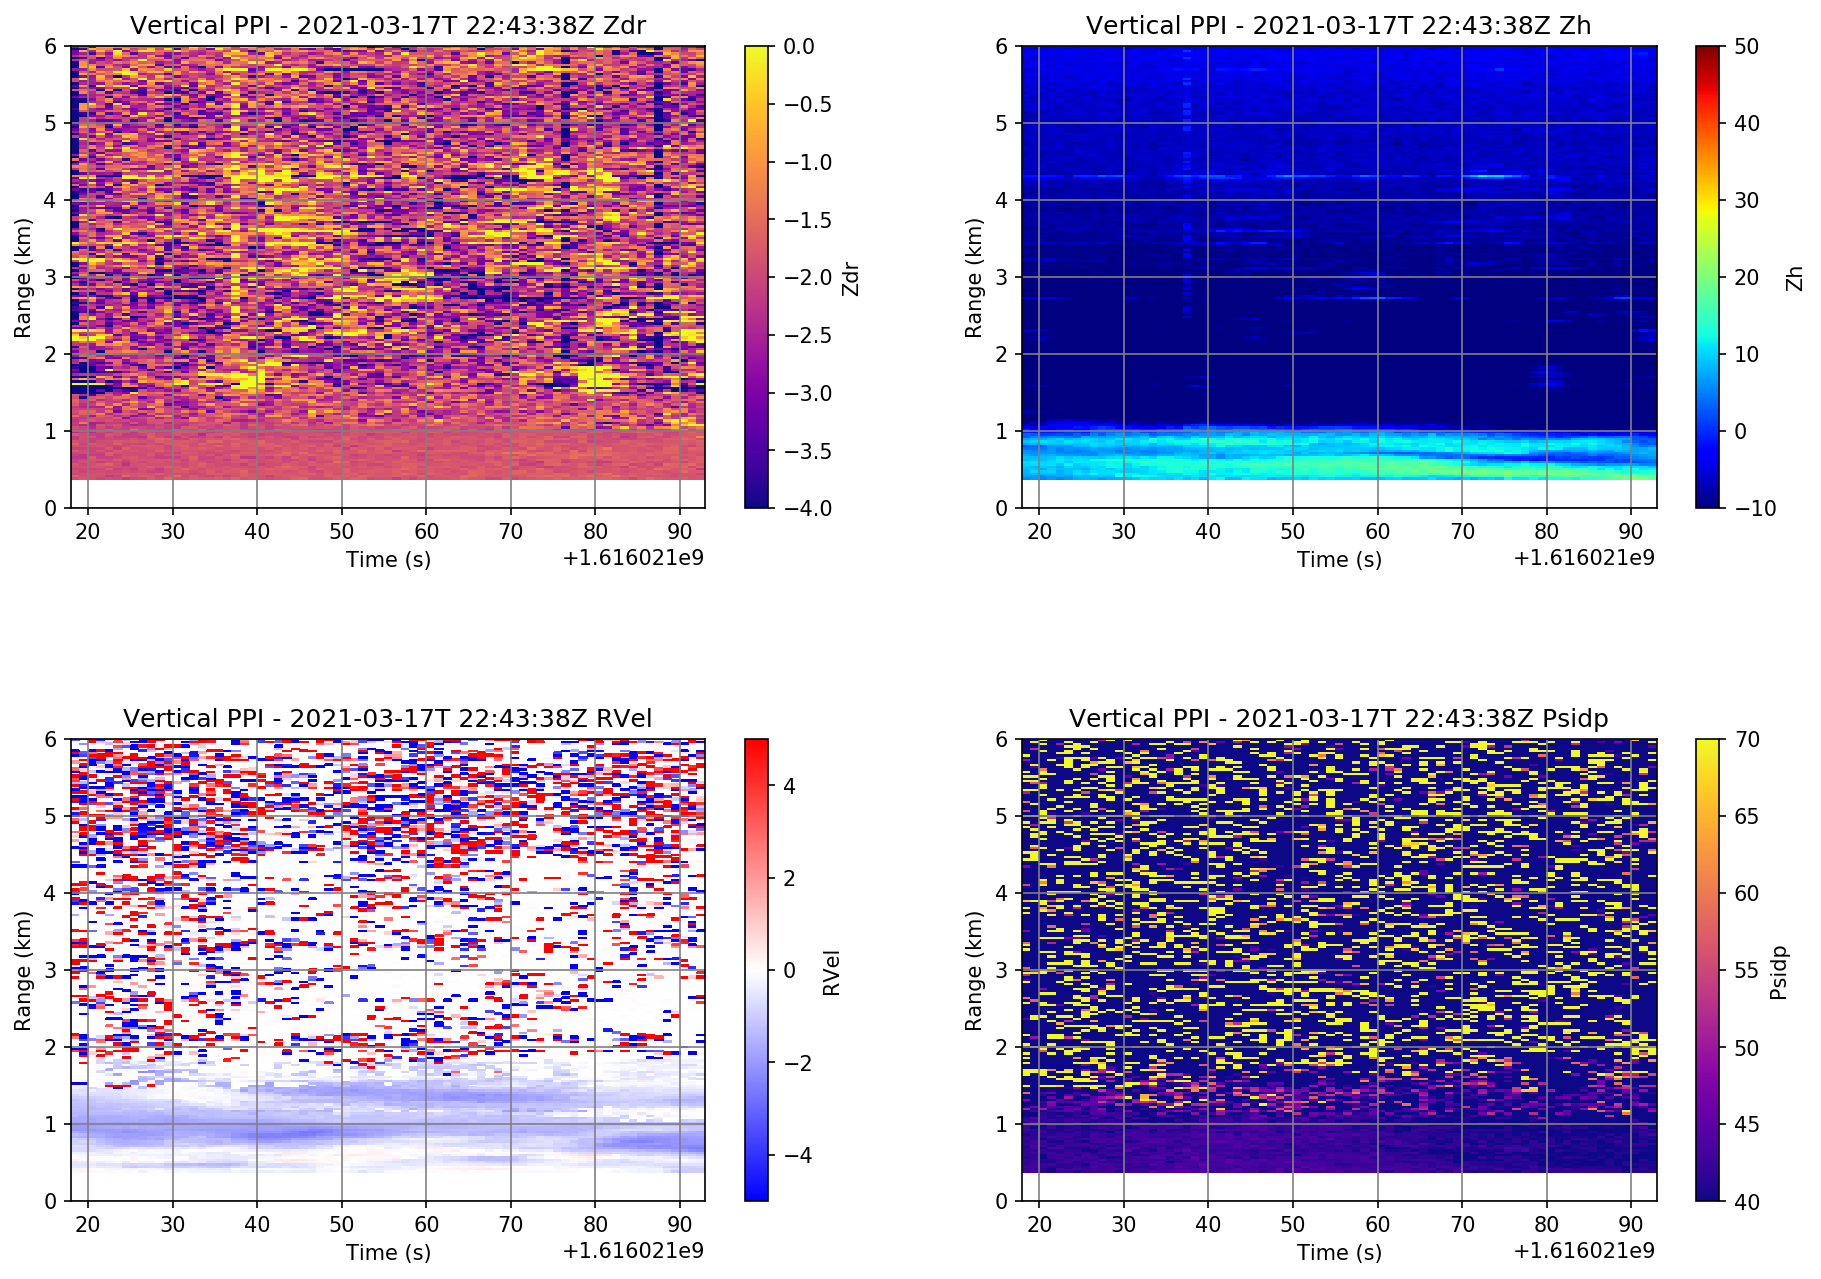 Vertical PPI - 2021-03-17T 22:43:38Z Zdr
6
5
4
3
2
1
0
Range (km)
20 30 40 50 60 70 80 90
Time (s)
+1.616021e9
0.0
−0.5
−1.0
−1.5
−2.0
−2.5
−3.0
−3.5
−4.0
Zdr
Vertical PPI - 2021-03-17T 22:43:38Z Zh
6
5
4
3
2
1
0
Range (km)
20 30 40 50 60 70 80 90
Time (s)
+1.616021e9
50
40
30
20
10
0
−10
Zh
Vertical PPI - 2021-03-17T 22:43:38Z RVel
6
5
4
3
2
1
0
Range (km)
20 30 40 50 60 70 80 90
Time (s)
+1.616021e9
4
2
0
−2
−4
RVel
Vertical PPI - 2021-03-17T 22:43:38Z Psidp
6
5
4
3
2
1
0
Range (km)
20 30 40 50 60 70 80 90
Time (s)
+1.616021e9
70
65
60
55
50
45
40
Psidp